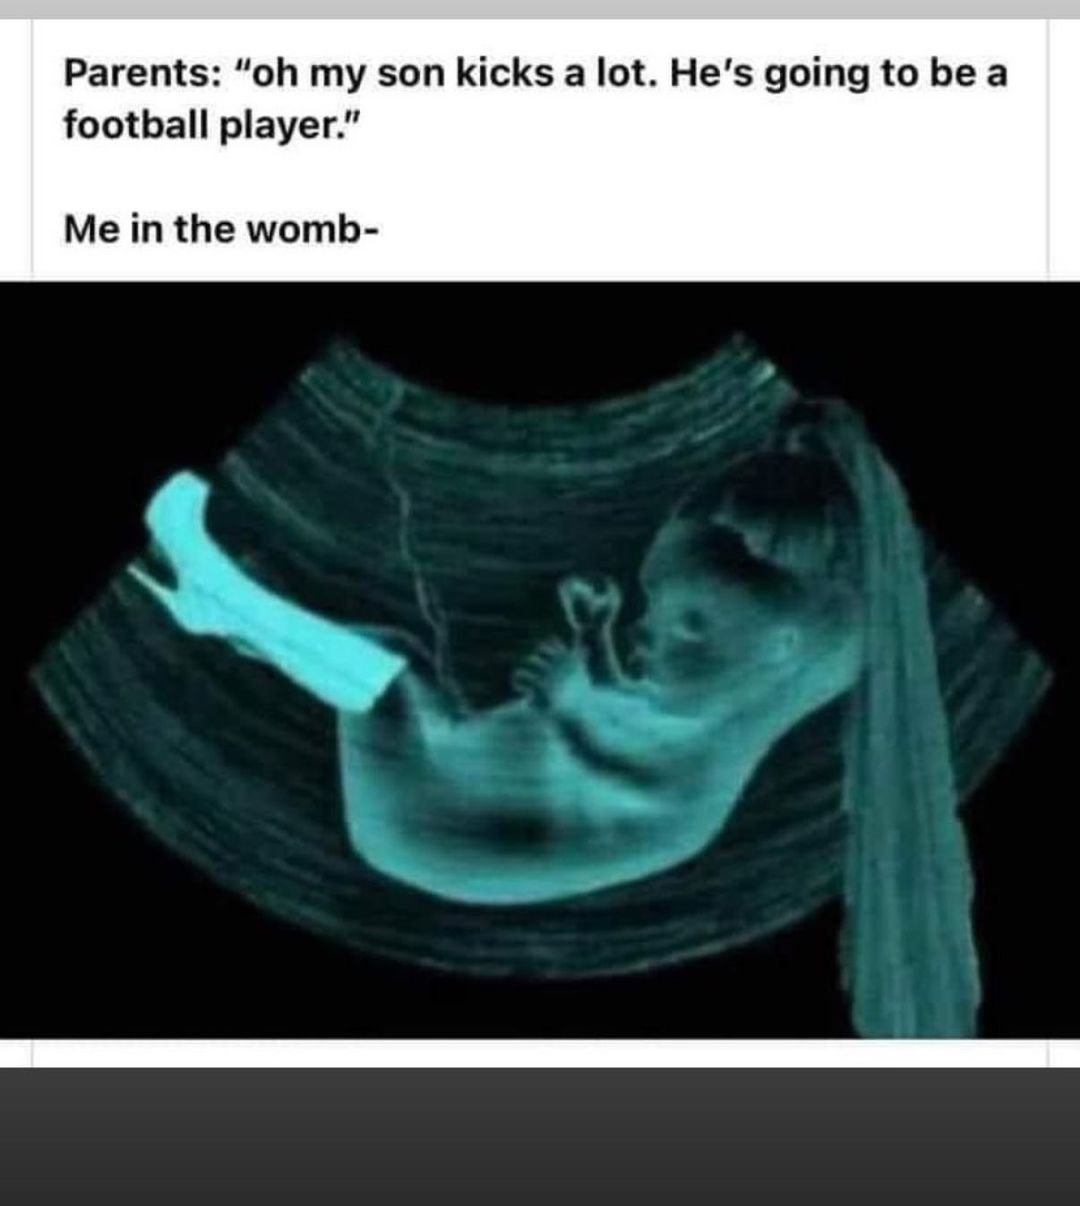 Parents: “oh my son kicks a lot. He’s going to be a
football player.”
Me in the womb-